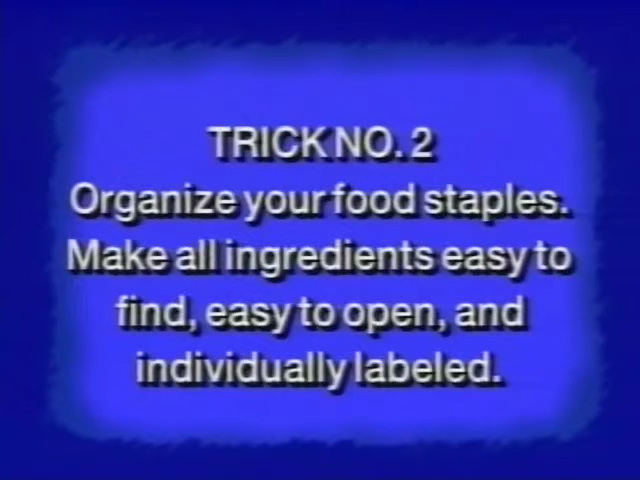 TRICK NO. 2
Organize your food staples.
Make all ingredients easy to
find, easy to open, and
individually labeled.